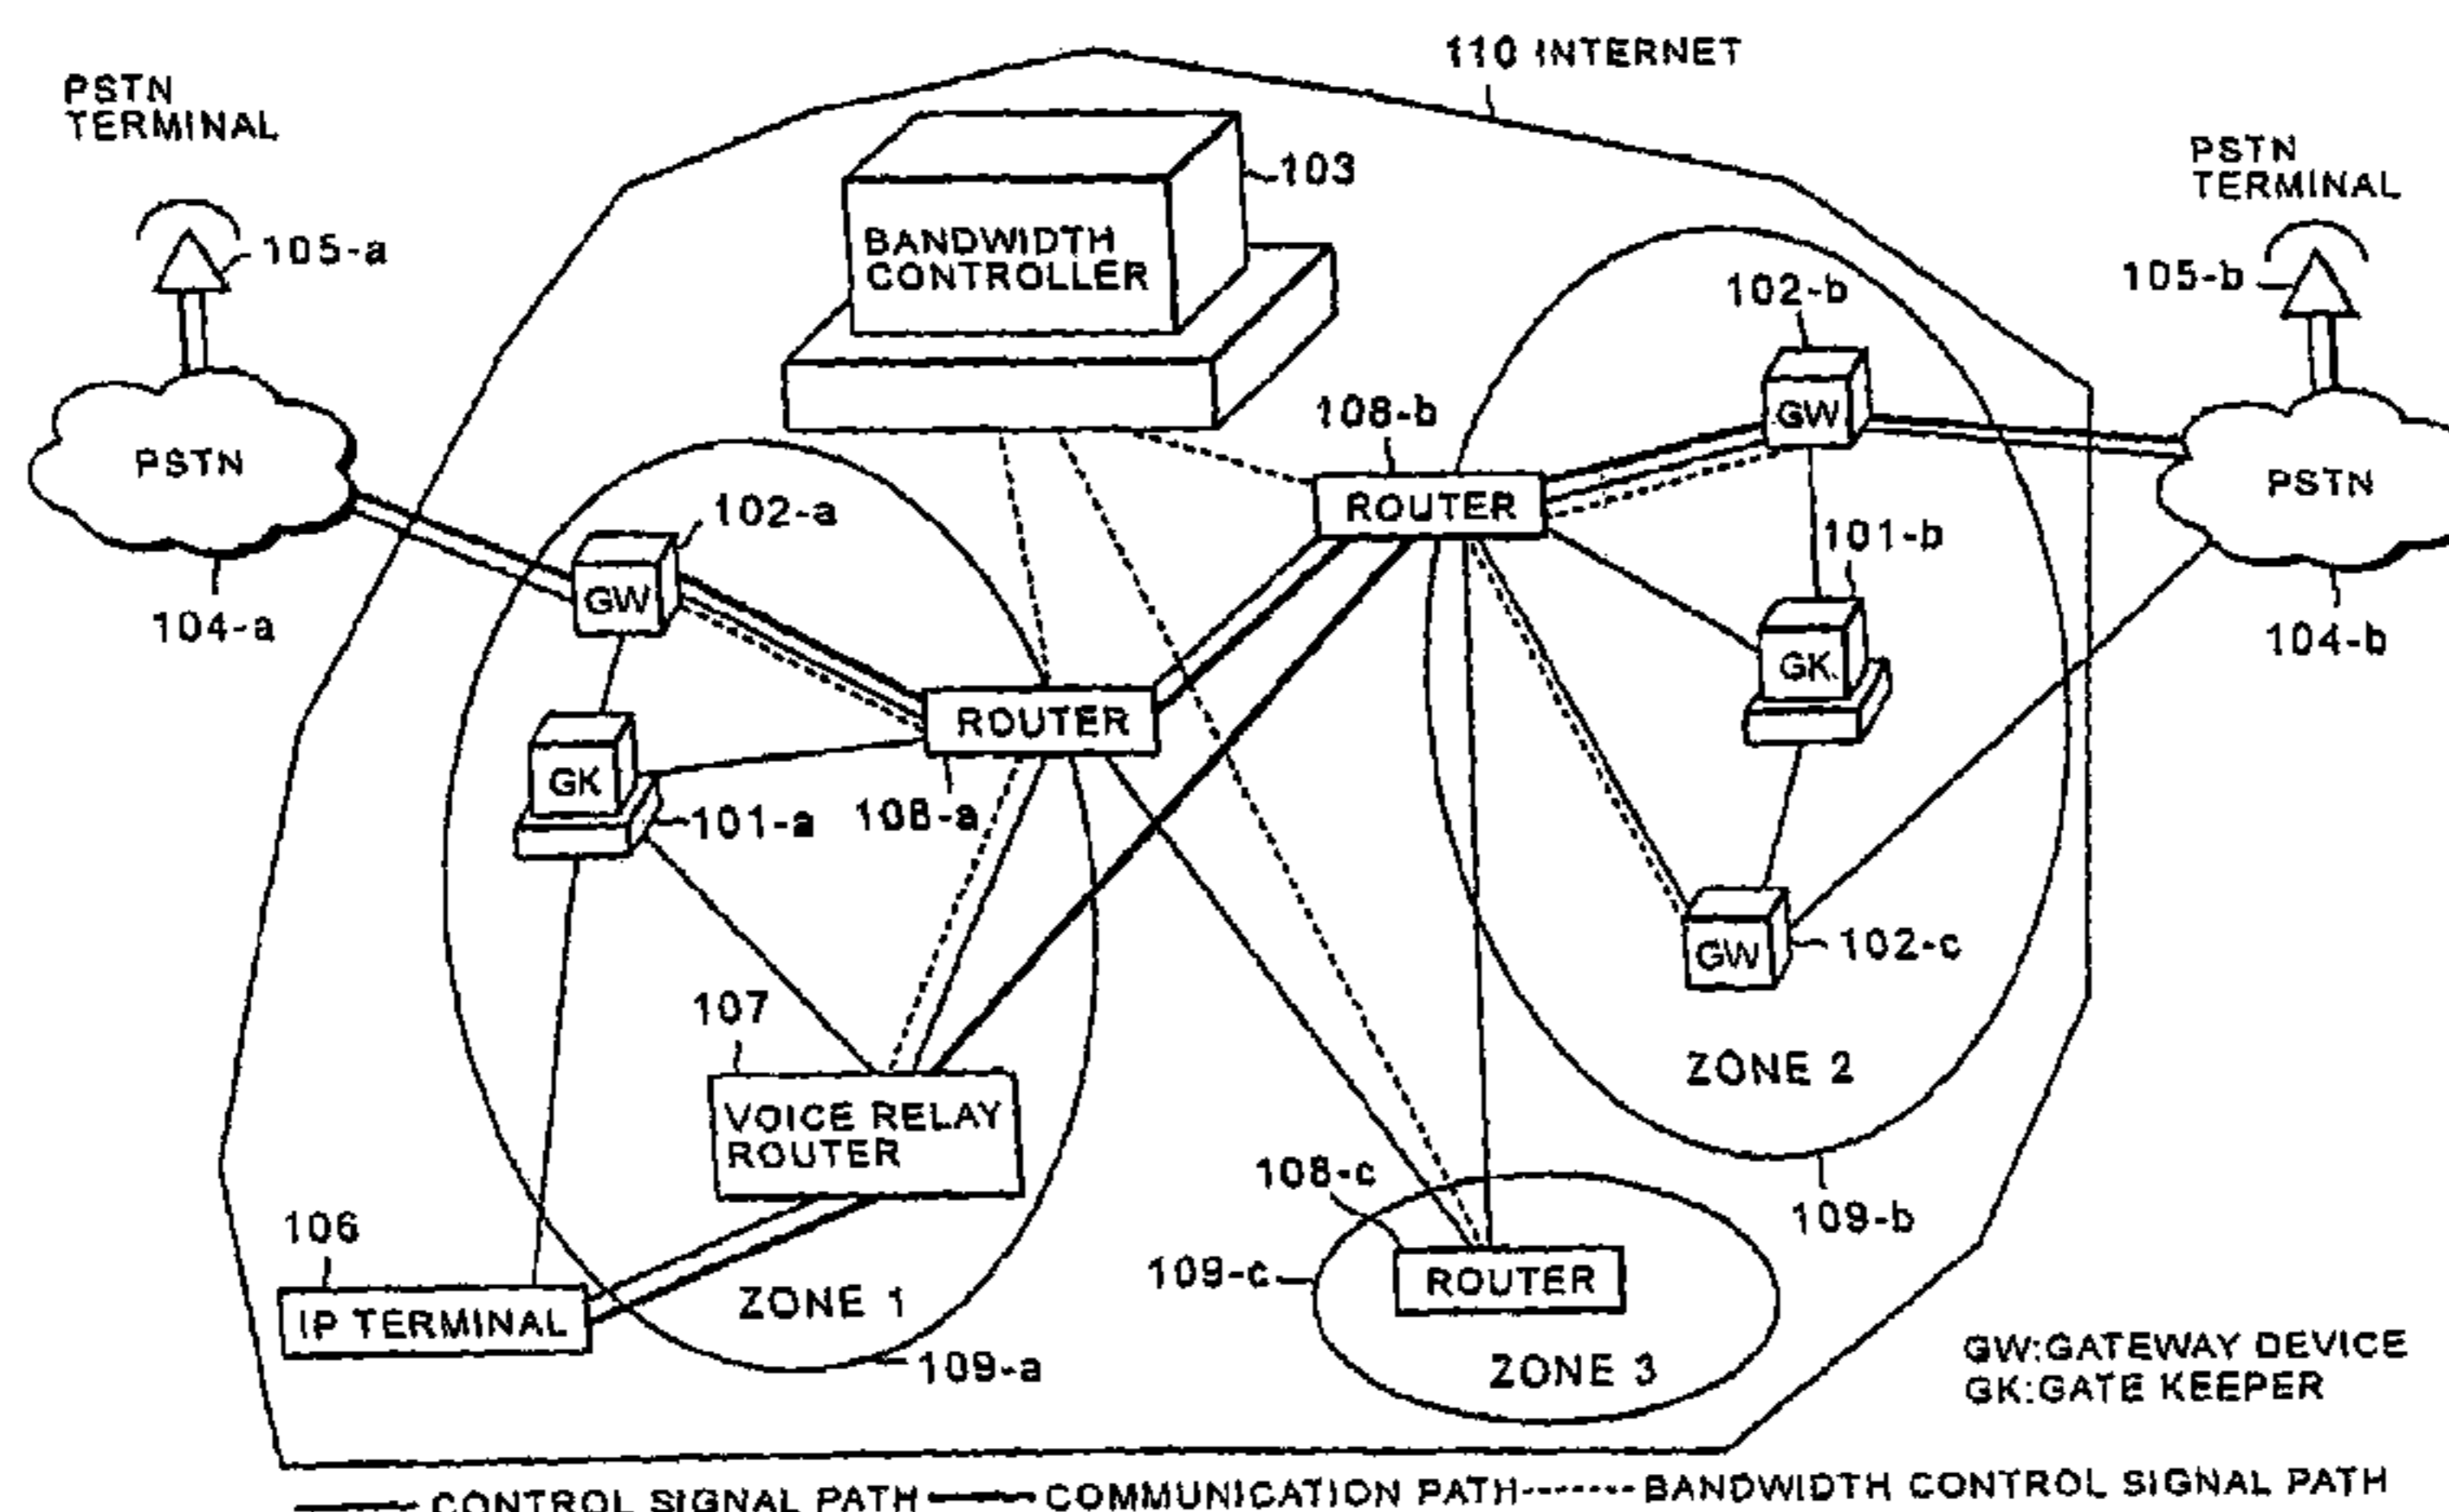 110 INTERNET
PSTN
TERMINAL
103
PSTN
TERMINAL
105-a
BANDWIDTH
CONTROLLER
105-b
102-b
108-b
GW
PSTN
102-a
ROUTER
PSTN
101-b
GW
104-a
104-b
GK
ROUTER
GK
101-a
108-a
102-c
GW
107
ZONE 2
VOICE RELAY
ROUTER
108-c
106
109-b
109-c
ROUTER
ZONE 1
IP TERMINAL
109-a
ZONE 3
GW:GATEWAY DEVICE
GK:GATE KEEPER
CONTROL SIGNAL PATH COMMUNICATION PATH BANDWIDTH CONTROL SIGNAL PATH